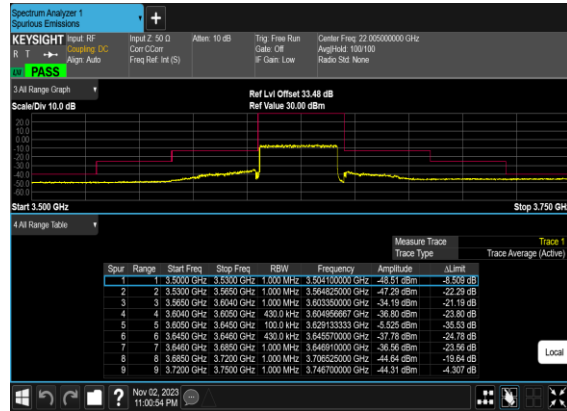 Spectrum Analyzer 1
Spurious Emissions
+
KEYSIGHT Input: RF Input Z: 50 Ω Atten: 10 dB Trig: Free Run Center Freq: 22.005000000 GHz
R T Coupling: DC Corr CCorr Gate: Off Avg|Hold: 100/100
Align: Auto Freq Ref: Int (S) IF Gain: Low Radio Std: None
LW PASS
3 All Range Graph
Ref Lvl Offset 33.48 dB
Scale/Div 10.0 dB Ref Value 30.00 dBm
20.0
10.0
0.00
-10.0
-20.0
-30.0
-40.0
-50.0
-60.0
Start 3.500 GHz Stop 3.750 GHz
4 All Range Table
Measure Trace Trace 1
Trace Type Trace Average (Active)
Spur Range Start Freq Stop Freq RBW Frequency Amplitude ΔLimit
1 1 3.5000 GHz 3.5300 GHz 1.000 MHz 3.504100000 GHz -48.51 dBm -8.509 dB
2 2 3.5300 GHz 3.5650 GHz 1.000 MHz 3.564825000 GHz -47.29 dBm -22.29 dB
3 3 3.5650 GHz 3.6040 GHz 1.000 MHz 3.603350000 GHz -34.19 dBm -21.19 dB
4 4 3.6040 GHz 3.6050 GHz 430.0 kHz 3.604956667 GHz -36.80 dBm -23.80 dB
5 5 3.6050 GHz 3.6450 GHz 100.0 kHz 3.629133333 GHz -5.525 dBm -35.53 dB
6 6 3.6450 GHz 3.6460 GHz 430.0 kHz 3.645570000 GHz -37.78 dBm -24.78 dB
7 7 3.6460 GHz 3.6850 GHz 1.000 MHz 3.646910000 GHz -36.56 dBm -23.56 dB
8 8 3.6850 GHz 3.7200 GHz 1.000 MHz 3.706525000 GHz -44.64 dBm -19.64 dB
9 9 3.7200 GHz 3.7500 GHz 1.000 MHz 3.746700000 GHz -44.31 dBm -4.307 dB
Local
? Nov 02, 2023
11:00:54 PM